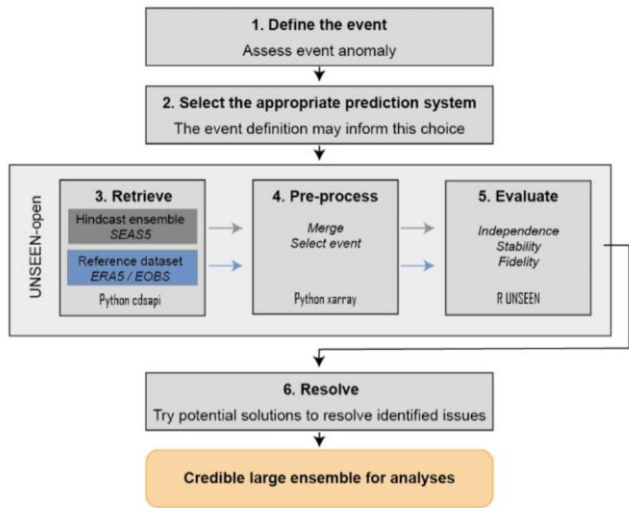 1. Define the event
Assess event anomaly
2. Select the appropriate prediction system
The event definition may inform this choice
UNSEEN-open
3. Retrieve
Hindcast ensemble
SEAS5
Reference dataset
ERA5 / EOBS
Python cdsapi
4. Pre-process
Merge
Select event
Python xarray
5. Evaluate
Independence
Stability
Fidelity
R UNSEEN
6. Resolve
Try potential solutions to resolve identified issues
Credible large ensemble for analyses